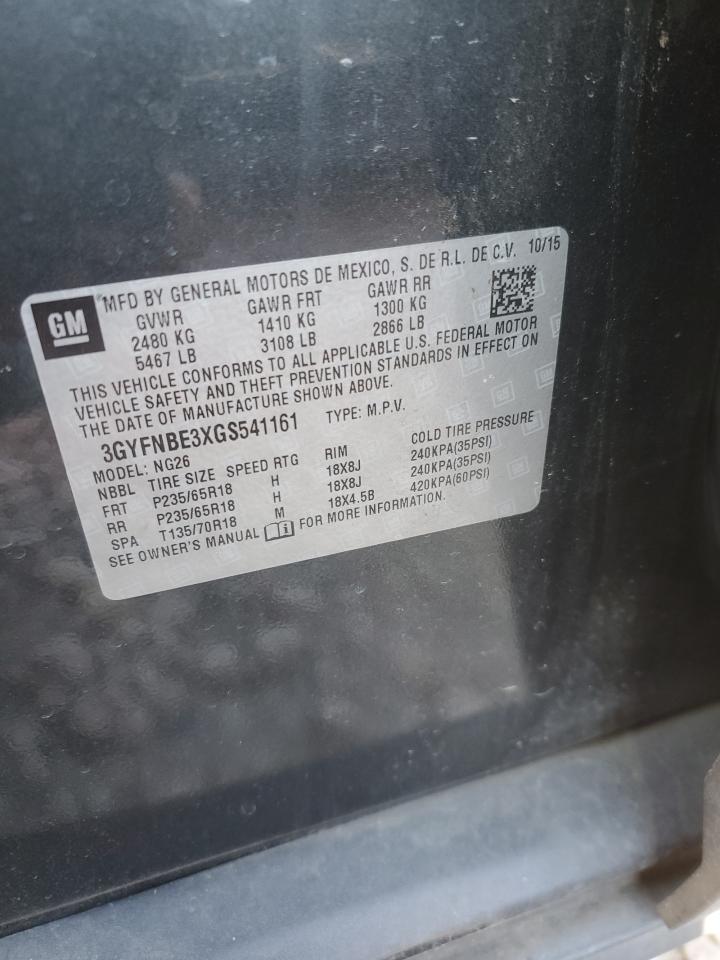 GM
MFD BY GENERAL MOTORS DE MEXICO, S. DE R.L. DE C.V. 10/15
GVWR GAWR FRT GAWR RR
2480 KG 1410 KG 1300 KG
5467 LB 3108 LB 2866 LB
THIS VEHICLE CONFORMS TO ALL APPLICABLE U.S. FEDERAL MOTOR
VEHICLE SAFETY AND THEFT PREVENTION STANDARDS IN EFFECT ON
THE DATE OF MANUFACTURE SHOWN ABOVE.
3GYFNBE3XGS541161 TYPE: M.P.V.
MODEL: NG26
NBBL TIRE SIZE SPEED RTG RIM COLD TIRE PRESSURE
FRT P235/65R18 H 18X8J 240KPA(35PSI)
RR P235/65R18 H 18X8J 240KPA(35PSI)
SPA T135/70R18 M 18X4.5B 420KPA(60PSI)
SEE OWNER'S MANUAL FOR MORE INFORMATION.